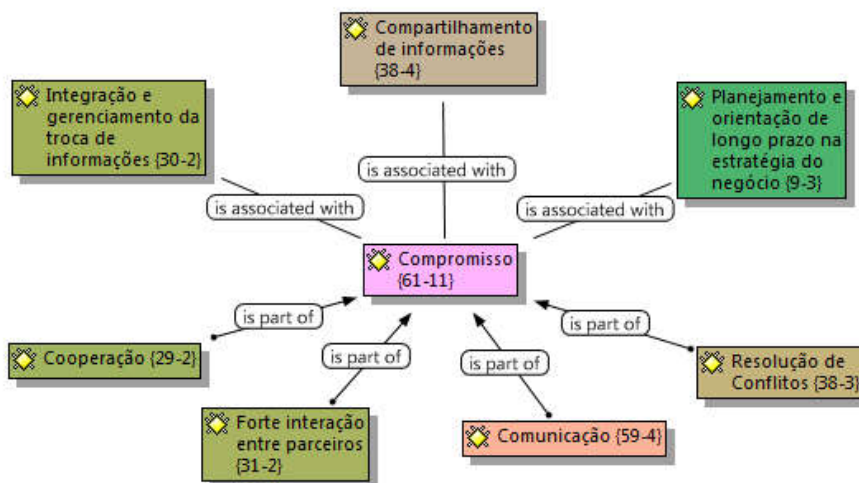 Compartilhamento
de informações
{38-4}
Integração e
gerenciamento da
troca de
informações {30-2}
Planejamento e
orientação de
longo prazo na
estratégia do
negócio {9-3}
is associated with
is associated with
is associated with
Compromisso
{61-11}
is part of
is part of
is part of
is part of
Cooperação {29-2}
Resolução de
Conflitos {38-3}
Forte interação
entre parceiros
{31-2}
Comunicação {59-4}